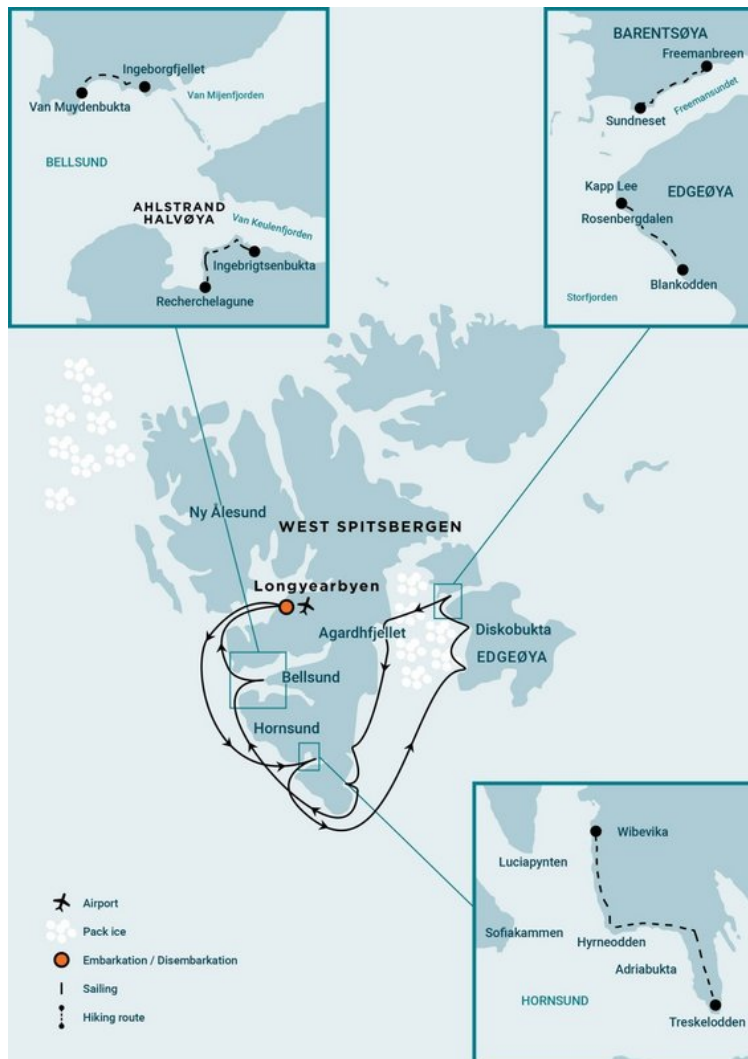 Ingeborgfjellet
Van Muydenbukta
Van Mijenfjorden
BELLSUND
AHLSTRAND
HALVØYA
Van Keulenfjorden
Ingebrigtsenbukta
Recherchelagune
BARENTSØYA
Freemanbreen
Freemansundet
Sundneset
Kapp Lee
EDGEØYA
Rosenbergdalen
Blankodden
Storfjorden
Ny Ålesund
WEST SPITSBERGEN
Longyearbyen
Agardhfjellet
Diskobukta
EDGEØYA
Bellsund
Hornsund
Wibevika
Luciapynten
Sofiakammen
Hyrneodden
Adriabukta
HORNSUND
Treskelodden
Airport
Pack ice
Embarkation / Disembarkation
Sailing
Hiking route